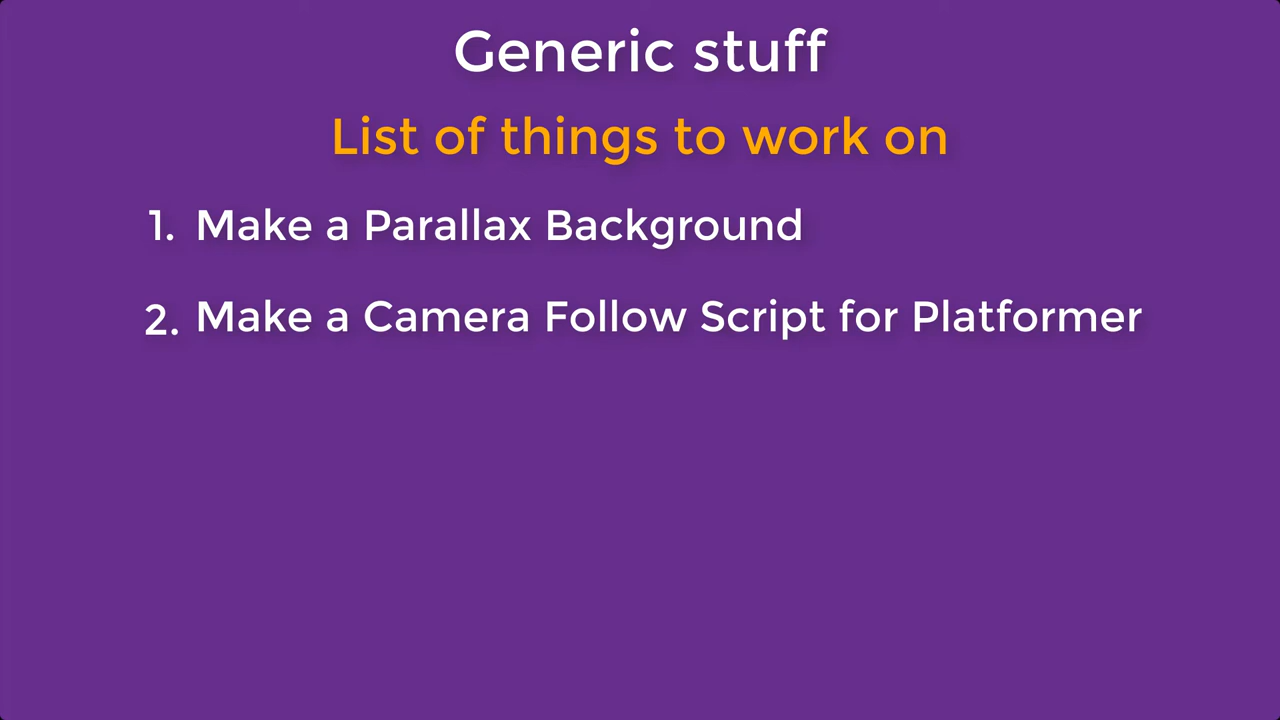 Generic stuff
List of things to work on
1. Make a Parallax Background
2. Make a Camera Follow Script for Platformer